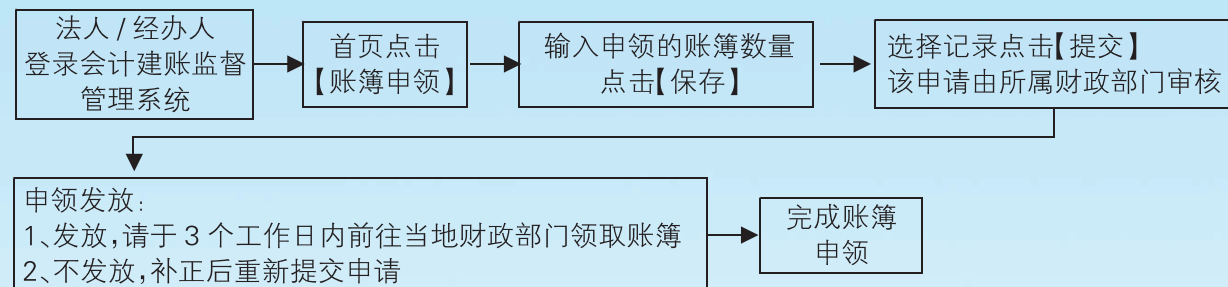 法人/经办人
登录会计建账监督
管理系统
首页点击
【账簿申领】
输入申领的账簿数量
点击【保存】
选择记录点击【提交】
该申请由所属财政部门审核
申领发放:
1、发放,请于3个工作日内前往当地财政部门领取账簿
2、不发放,补正后重新提交申请
完成账簿
申领